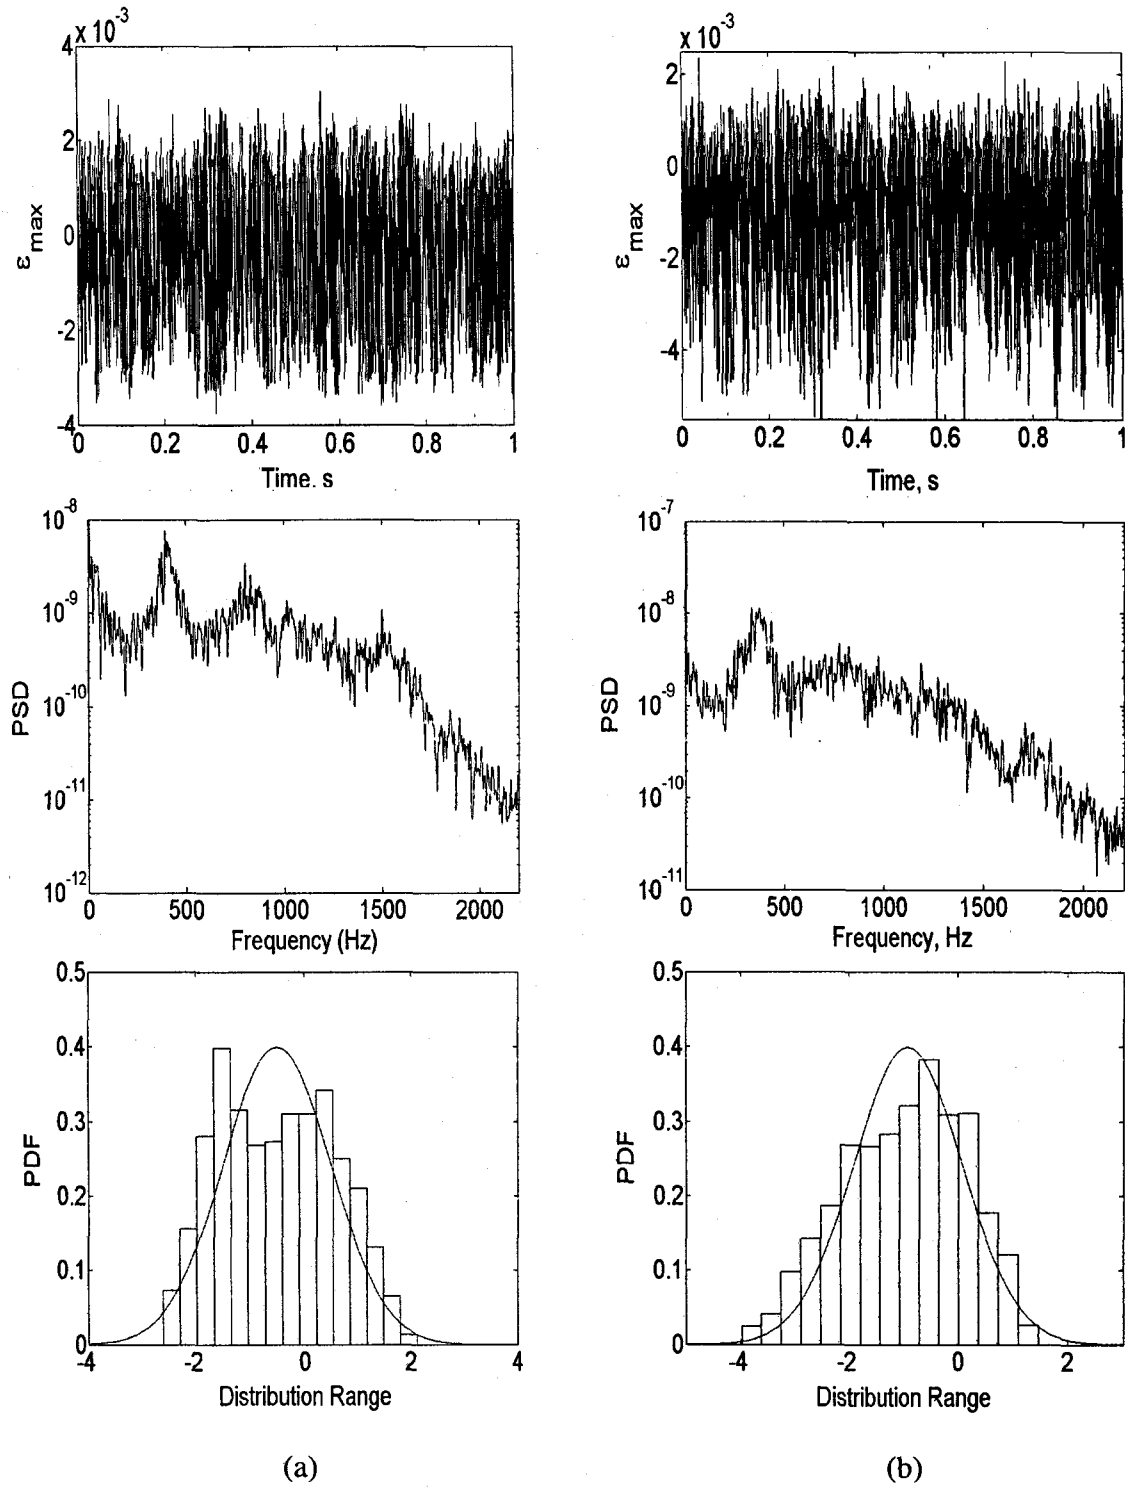 x 10^-3
4
2
0
-2
-4
ε max
0 0.2 0.4 0.6 0.8 1
Time. s
x 10^-3
2
0
-2
-4
ε max
0 0.2 0.4 0.6 0.8 1
Time, s
10^-8
10^-9
10^-10
10^-11
10^-12
PSD
0 500 1000 1500 2000
Frequency (Hz)
10^-7
10^-8
10^-9
10^-10
10^-11
PSD
0 500 1000 1500 2000
Frequency, Hz
0.5
0.4
0.3
0.2
0.1
0
PDF
-4 -2 0 2 4
Distribution Range
0.5
0.4
0.3
0.2
0.1
0
PDF
-4 -2 0 2
Distribution Range
(a)
(b)